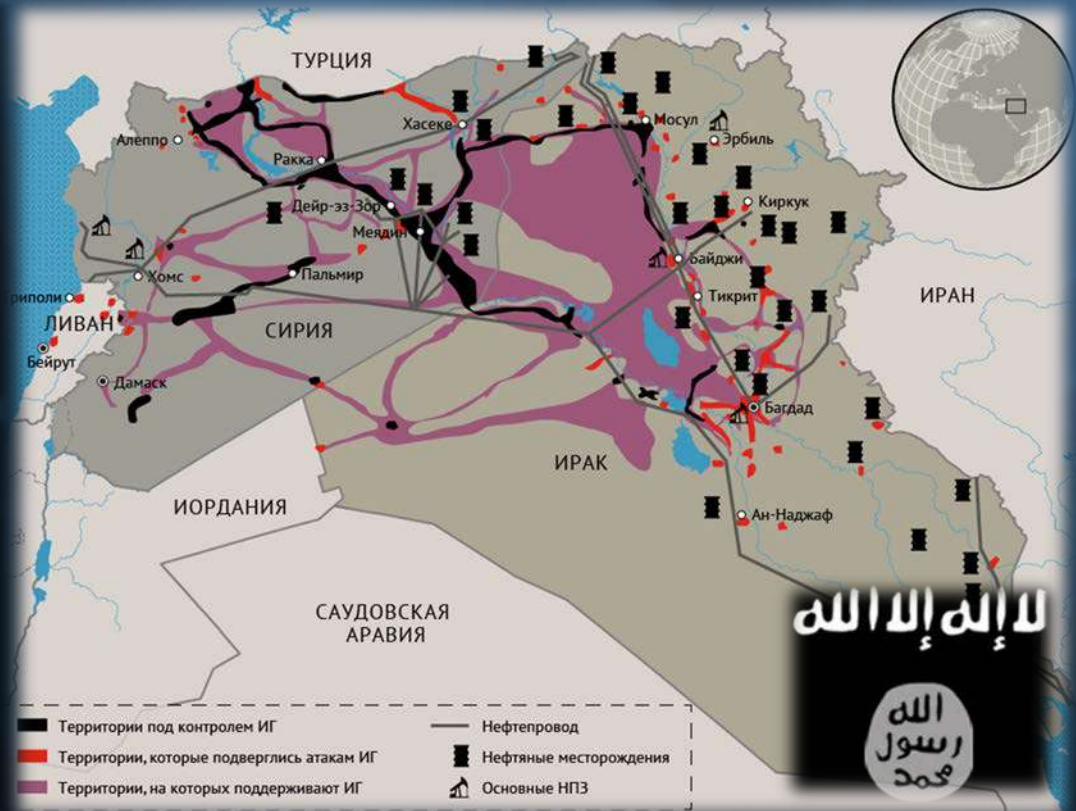 ТУРЦИЯ
Хасеке
Мосул
Алеппо
Эрбиль
Ракка
Дейр-эз-Зор
Киркук
Меядин
Байджи
Хомс
Пальмир
Тикрит
ИРАН
риполи
ЛИВАН
СИРИЯ
Бейрут
Дамаск
Багдад
ИРАК
ИОРДАНИЯ
Ан-Наджаф
САУДОВСКАЯ
АРАВИЯ
لا إله إلا الله
الله
رسول
محمد
Территории под контролем ИГ
Территории, которые подверглись атакам ИГ
Территории, на которых поддерживают ИГ
Нефтепровод
Нефтяные месторождения
Основные НПЗ